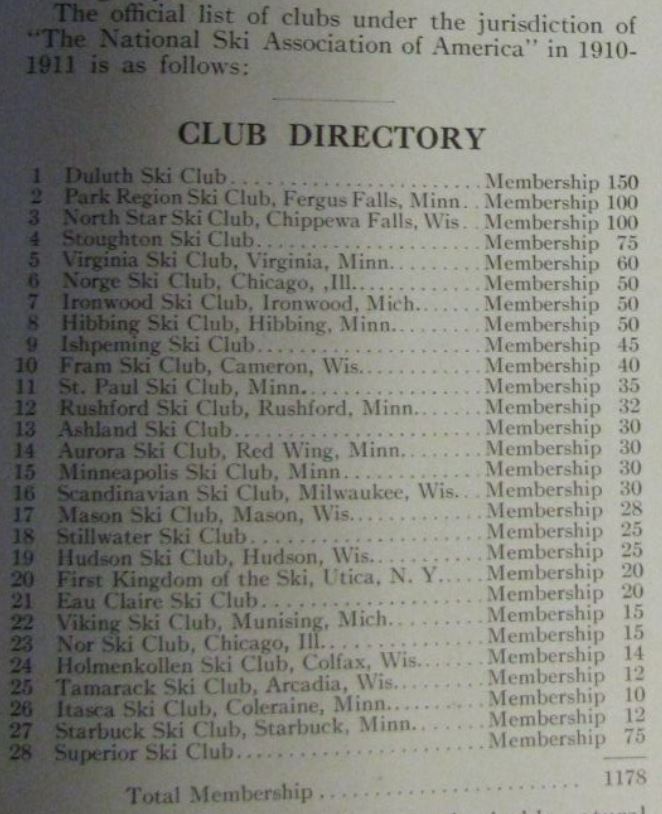 The official list of clubs under the jurisdiction of
"The National Ski Association of America" in 1910-
1911 is as follows:
CLUB DIRECTORY
1 Duluth Ski Club........................Membership 150
2 Park Region Ski Club, Fergus Falls, Minn..Membership 100
3 North Star Ski Club, Chippewa Falls, Wis..Membership 100
4 Stoughton Ski Club.....................Membership 75
5 Virginia Ski Club, Virginia, Minn.........Membership 60
6 Norge Ski Club, Chicago, ,Ill.............Membership 50
7 Ironwood Ski Club, Ironwood, Mich......Membership 50
8 Hibbing Ski Club, Hibbing, Minn.........Membership 50
9 Ishpeming Ski Club.....................Membership 45
10 Fram Ski Club, Cameron, Wis............Membership 40
11 St. Paul Ski Club, Minn.................Membership 35
12 Rushford Ski Club, Rushford, Minn.......Membership 32
13 Ashland Ski Club.......................Membership 30
14 Aurora Ski Club, Red Wing, Minn........Membership 30
15 Minneapolis Ski Club, Minn..............Membership 30
16 Scandinavian Ski Club, Milwaukee, Wis...Membership 30
17 Mason Ski Club, Mason, Wis.............Membership 28
18 Stillwater Ski Club......................Membership 25
19 Hudson Ski Club, Hudson, Wis...........Membership 25
20 First Kingdom of the Ski, Utica, N. Y.....Membership 20
21 Eau Claire Ski Club.....................Membership 20
22 Viking Ski Club, Munising, Mich.........Membership 15
23 Nor Ski Club, Chicago, Ill...............Membership 15
24 Holmenkollen Ski Club, Colfax, Wis......Membership 14
25 Tamarack Ski Club, Arcadia, Wis.........Membership 12
26 Itasca Ski Club, Coleraine, Minn..........Membership 10
27 Starbuck Ski Club, Starbuck, Minn........Membership 12
28 Superior Ski Club.......................Membership 75
Total Membership......................... 1178